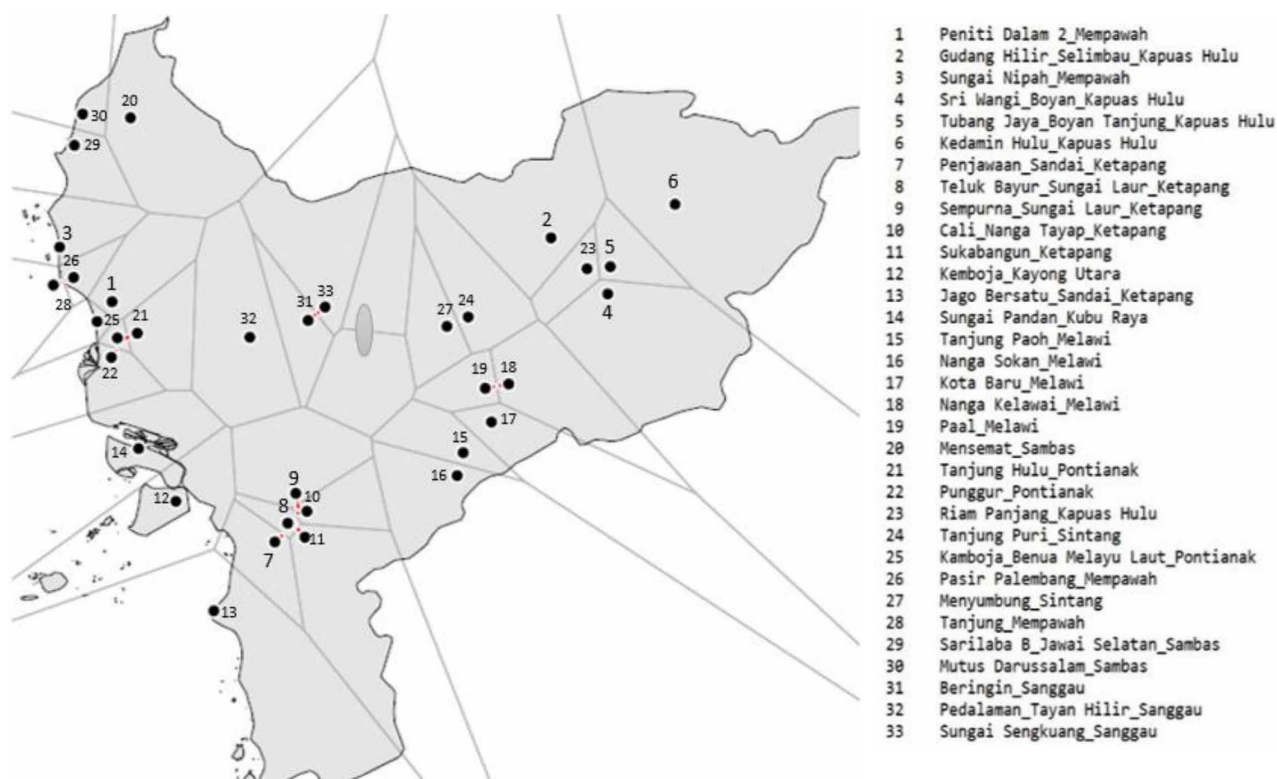 20
30
29
6
2
3
23
5
26
1
31
33
28
4
24
27
25
21
32
22
19
18
17
14
15
9
16
12
10
8
11
7
13
1 Peniti Dalam 2_Mempawah
2 Gudang Hilir_Selimbau_Kapuas Hulu
3 Sungai Nipah_Mempawah
4 Sri Wangi_Boyan_Kapuas Hulu
5 Tubang Jaya_Boyan Tanjung_Kapuas Hulu
6 Kedamin Hulu_Kapuas Hulu
7 Penjawaan_Sandai_Ketapang
8 Teluk Bayur_Sungai Laur_Ketapang
9 Sempurna_Sungai Laur_Ketapang
10 Cali_Nanga Tayap_Ketapang
11 Sukabangun_Ketapang
12 Kemboja_Kayong Utara
13 Jago Bersatu_Sandai_Ketapang
14 Sungai Pandan_Kubu Raya
15 Tanjung Paoh_Melawi
16 Nanga Sokan_Melawi
17 Kota Baru_Melawi
18 Nanga Kelawai_Melawi
19 Paal_Melawi
20 Mensemat_Sambas
21 Tanjung Hulu_Pontianak
22 Punggur_Pontianak
23 Riam Panjang_Kapuas Hulu
24 Tanjung Puri_Sintang
25 Kamboja_Benua Melayu Laut_Pontianak
26 Pasir Palembang_Mempawah
27 Menyumbung_Sintang
28 Tanjung_Mempawah
29 Sarilaba B_Jawai Selatan_Sambas
30 Mutus Darussalam_Sambas
31 Beringin_Sanggau
32 Pedalaman_Tayan Hilir_Sanggau
33 Sungai Sengkuang_Sanggau